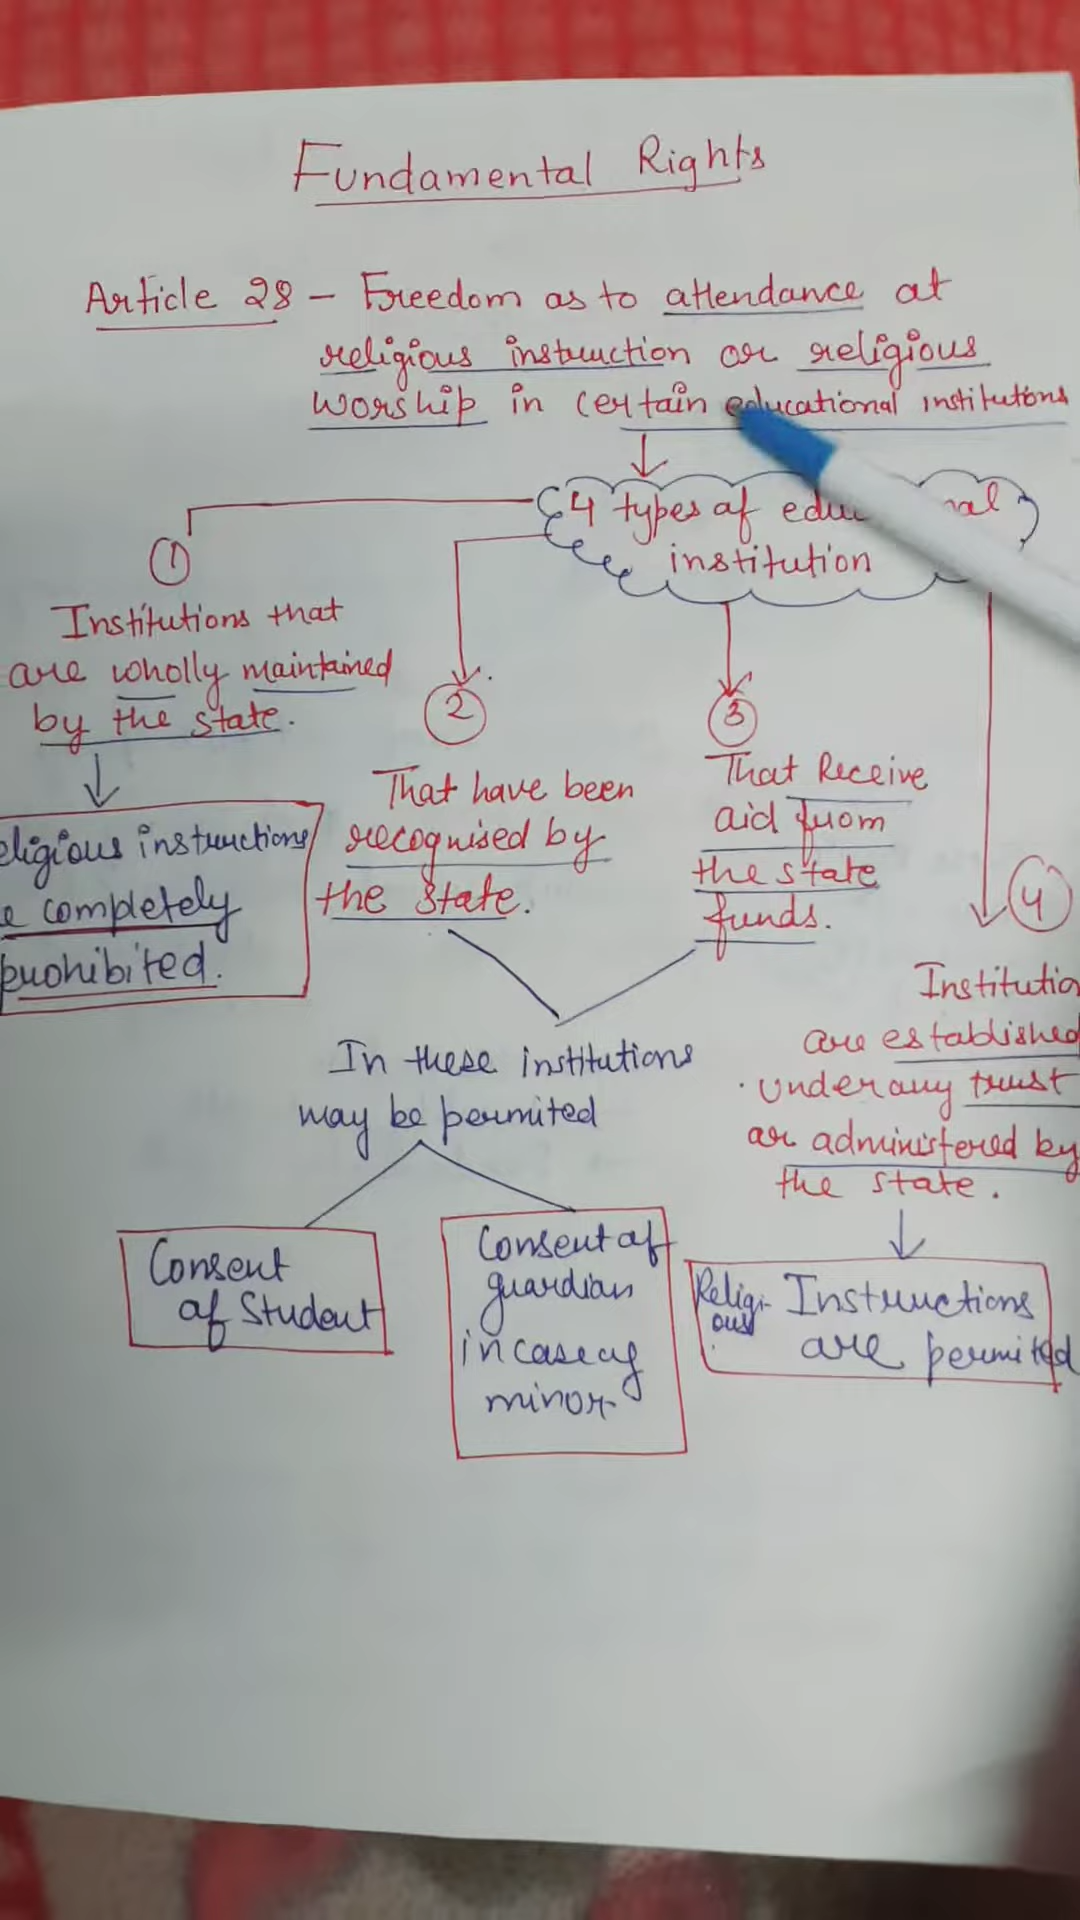 Fundamental Rights
Article 28 - Freedom as to attendance at
religious instruction or religious
worship in certain educational institutions
4 types of
institution
1
Institutions that
are wholly maintained
by the state.
religious instructions
completely
prohibited.
2
That have been
recognised by
the state.
3
That Receive
aid from
the state
funds.
In these institutions
may be permited
Consent
of Student
Consent of
guardian
in case of
minor
4
are established
under any trust
or administered by
the state.
Religi- Instructions
ous are permited